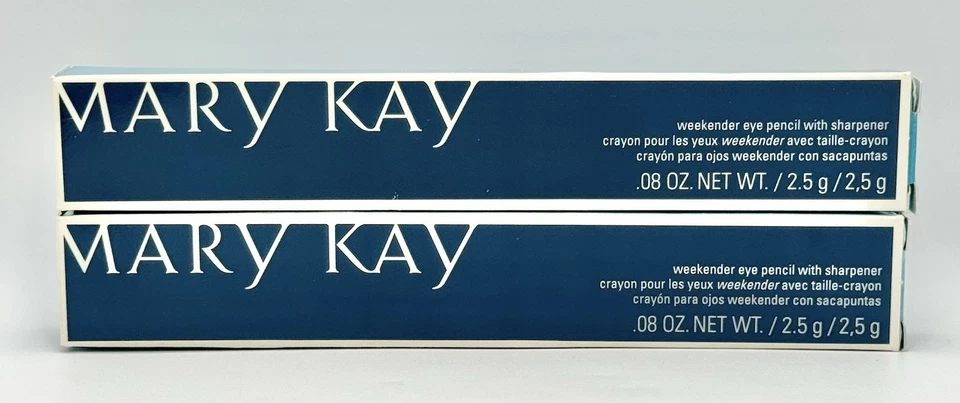 MARY KAY
weekender eye pencil with sharpener
crayon pour les yeux weekender avec taille-crayon
crayón para ojos weekender con sacapuntas
.08 OZ. NET WT. / 2.5 g / 2,5 g
MARY KAY
weekender eye pencil with sharpener
crayon pour les yeux weekender avec taille-crayon
crayón para ojos weekender con sacapuntas
.08 OZ. NET WT. / 2.5 g / 2,5 g